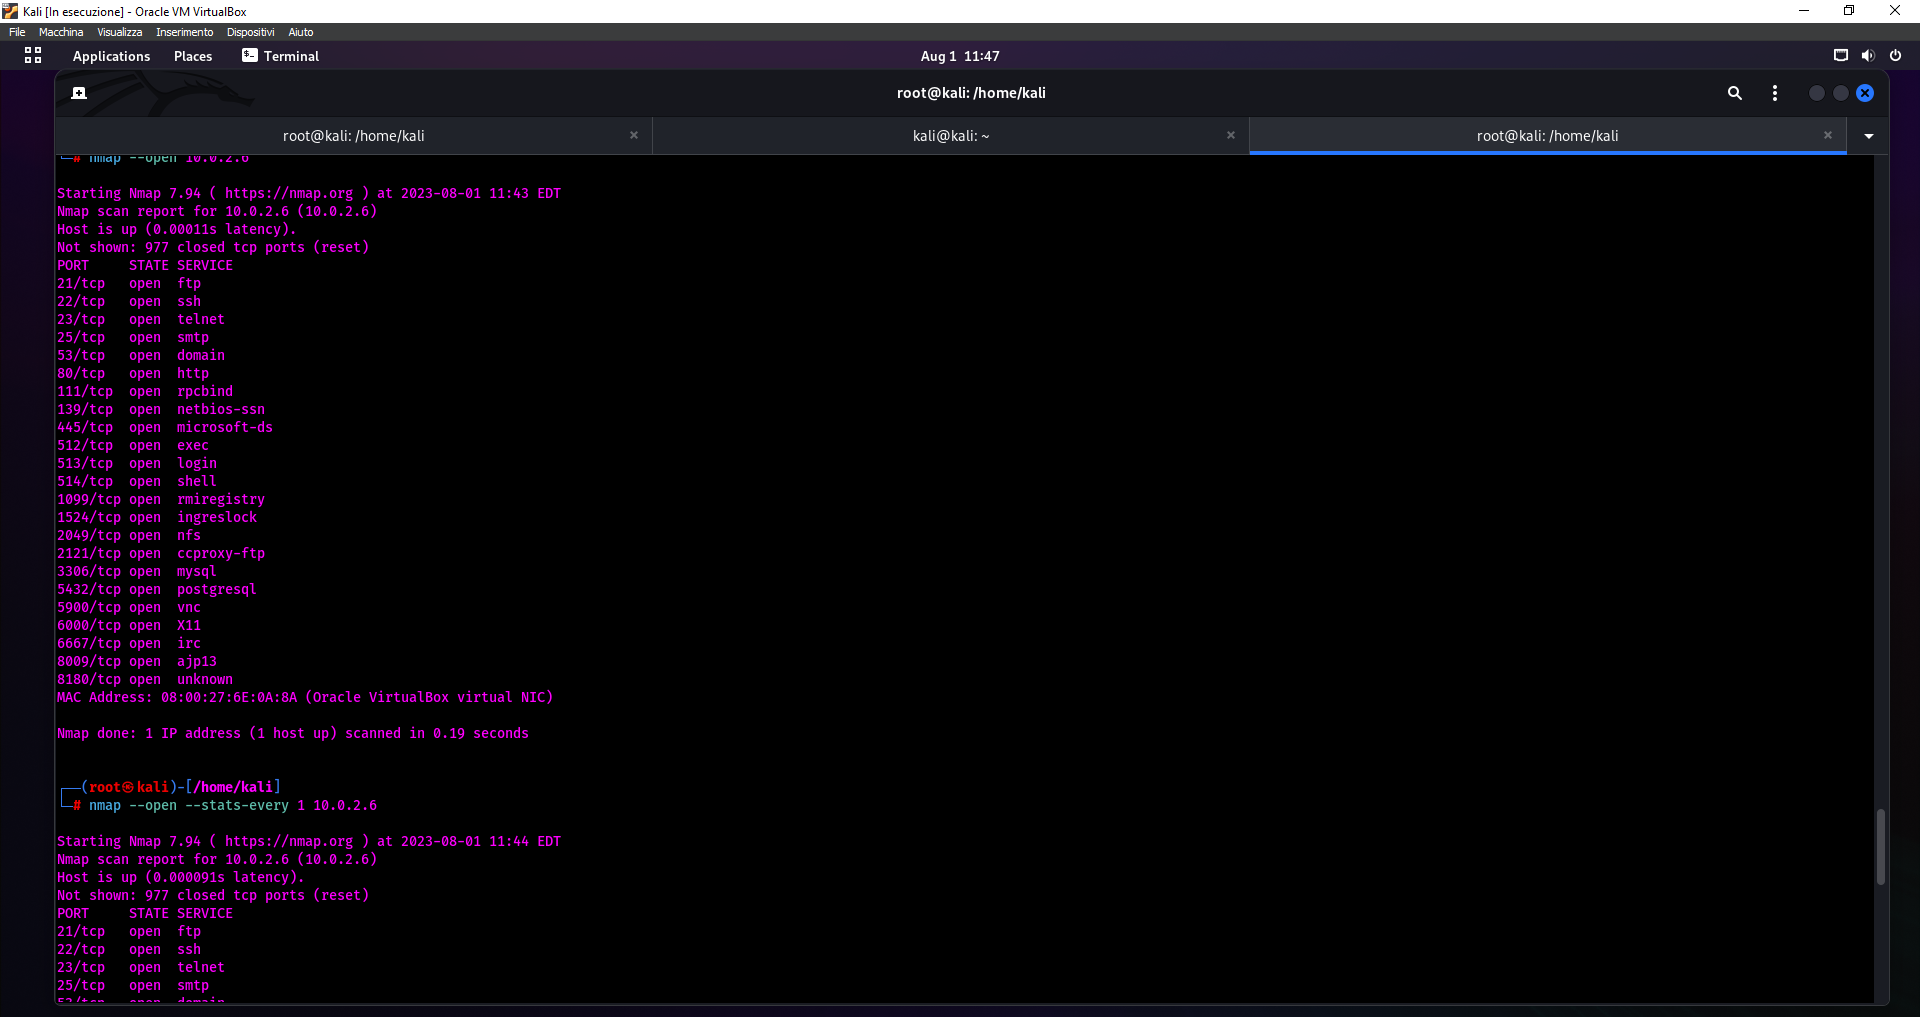 Kali [In esecuzione] - Oracle VM VirtualBox
File Macchina Visualizza Inserimento Dispositivi Aiuto
Applications Places Terminal Aug 1 11:47
root@kali: /home/kali
root@kali: /home/kali kali@kali: ~ root@kali: /home/kali
└─# nmap --open 10.0.2.6
Starting Nmap 7.94 ( https://nmap.org ) at 2023-08-01 11:43 EDT
Nmap scan report for 10.0.2.6 (10.0.2.6)
Host is up (0.00011s latency).
Not shown: 977 closed tcp ports (reset)
PORT     STATE SERVICE
21/tcp   open  ftp
22/tcp   open  ssh
23/tcp   open  telnet
25/tcp   open  smtp
53/tcp   open  domain
80/tcp   open  http
111/tcp  open  rpcbind
139/tcp  open  netbios-ssn
445/tcp  open  microsoft-ds
512/tcp  open  exec
513/tcp  open  login
514/tcp  open  shell
1099/tcp open  rmiregistry
1524/tcp open  ingreslock
2049/tcp open  nfs
2121/tcp open  ccproxy-ftp
3306/tcp open  mysql
5432/tcp open  postgresql
5900/tcp open  vnc
6000/tcp open  X11
6667/tcp open  irc
8009/tcp open  ajp13
8180/tcp open  unknown
MAC Address: 08:00:27:6E:0A:8A (Oracle VirtualBox virtual NIC)
Nmap done: 1 IP address (1 host up) scanned in 0.19 seconds
┌──(root㉿kali)-[/home/kali]
└─# nmap --open --stats-every 1 10.0.2.6
Starting Nmap 7.94 ( https://nmap.org ) at 2023-08-01 11:44 EDT
Nmap scan report for 10.0.2.6 (10.0.2.6)
Host is up (0.000091s latency).
Not shown: 977 closed tcp ports (reset)
PORT     STATE SERVICE
21/tcp   open  ftp
22/tcp   open  ssh
23/tcp   open  telnet
25/tcp   open  smtp
53/tcp   open  domain